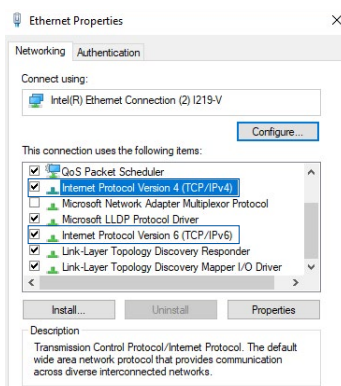 Ethernet Properties
Networking Authentication
Connect using:
Intel(R) Ethernet Connection (2) I219-V
Configure...
This connection uses the following items:
QoS Packet Scheduler
Internet Protocol Version 4 (TCP/IPv4)
Microsoft Network Adapter Multiplexor Protocol
Microsoft LLDP Protocol Driver
Internet Protocol Version 6 (TCP/IPv6)
Link-Layer Topology Discovery Responder
Link-Layer Topology Discovery Mapper I/O Driver
Install... Uninstall Properties
Description
Transmission Control Protocol/Internet Protocol. The default
wide area network protocol that provides communication
across diverse interconnected networks.